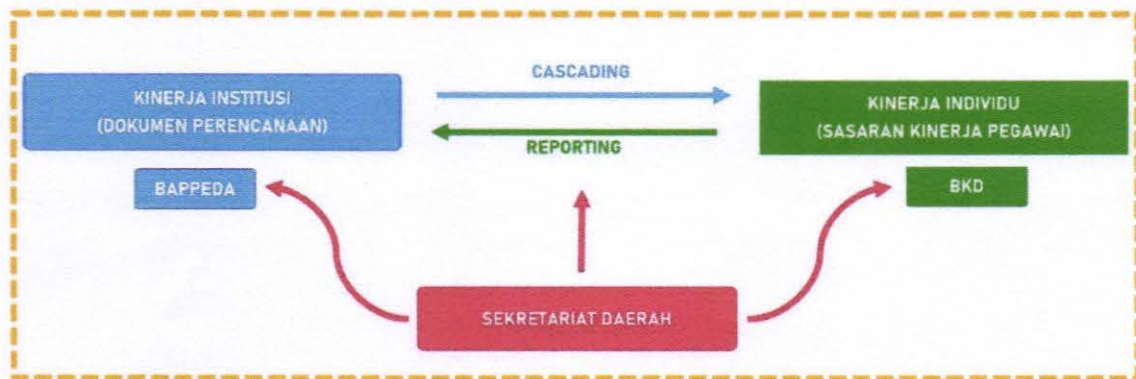 CASCADING
KINERJA INSTITUSI
(DOKUMEN PERENCANAAN)
KINERJA INDIVIDU
(SASARAN KINERJA PEGAWAI)
REPORTING
BAPPEDA
BKD
SEKRETARIAT DAERAH